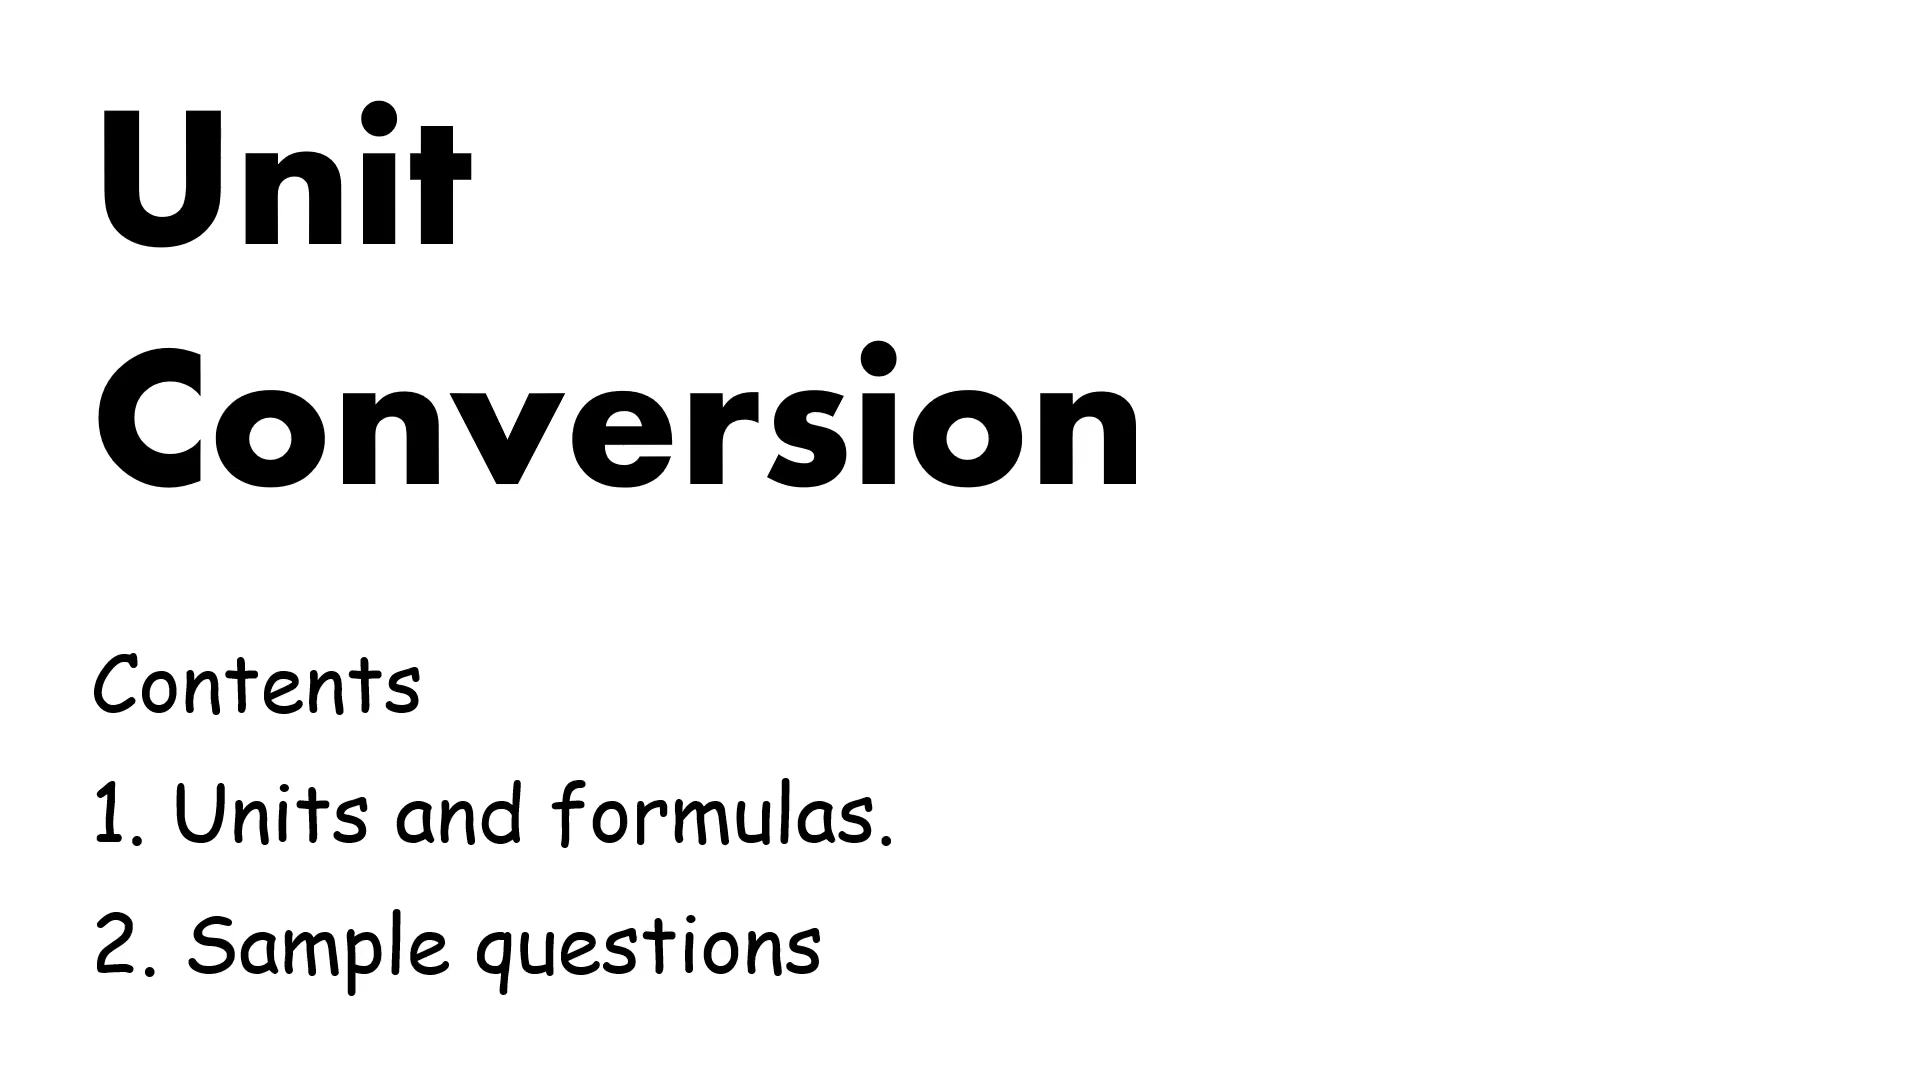 Unit
Conversion
Contents
1. Units and formulas.
2. Sample questions